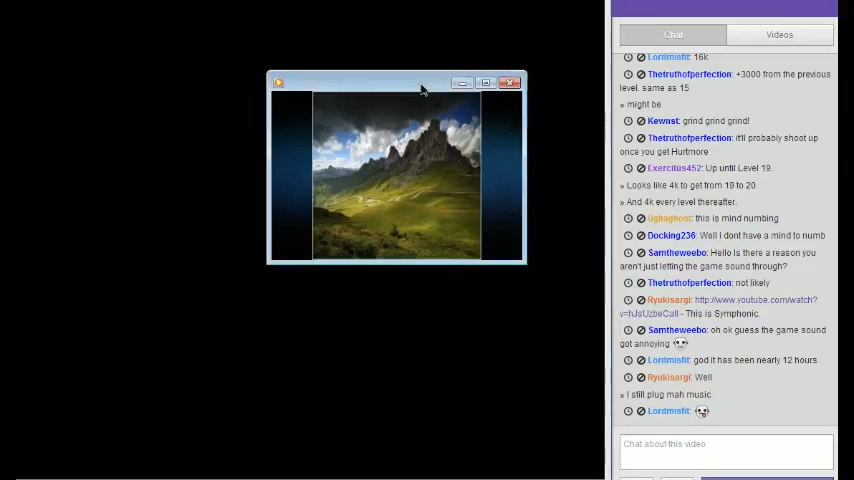 Chat
Videos
Lordmisfit: 16k
Thetruthofperfection: +3000 from the previous
level. same as 15
» might be
Kewnst: grind grind grind!
Thetruthofperfection: it'll probably shoot up
once you get Hurtmore
Exercitus452: Up until Level 19.
» Looks like 4k to get from 19 to 20.
» And 4k every level thereafter.
Ughaghost: this is mind numbing
Docking236: Well i dont have a mind to numb
Samtheweebo: Hello Is there a reason you
aren't just letting the game sound through?
Thetruthofperfection: not likely
Ryukisargi: http://www.youtube.com/watch?
v=hJsUzbeCaII - This is Symphonic.
Samtheweebo: oh ok guess the game sound
got annoying
Lordmisfit: god it has been nearly 12 hours
Ryukisargi: Well
» I still plug mah music
Lordmisfit:
Chat about this video